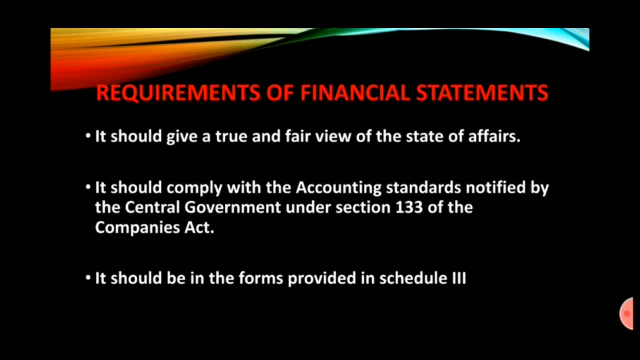 REQUIREMENTS OF FINANCIAL STATEMENTS
• It should give a true and fair view of the state of affairs.
• It should comply with the Accounting standards notified by
the Central Government under section 133 of the
Companies Act.
• It should be in the forms provided in schedule III